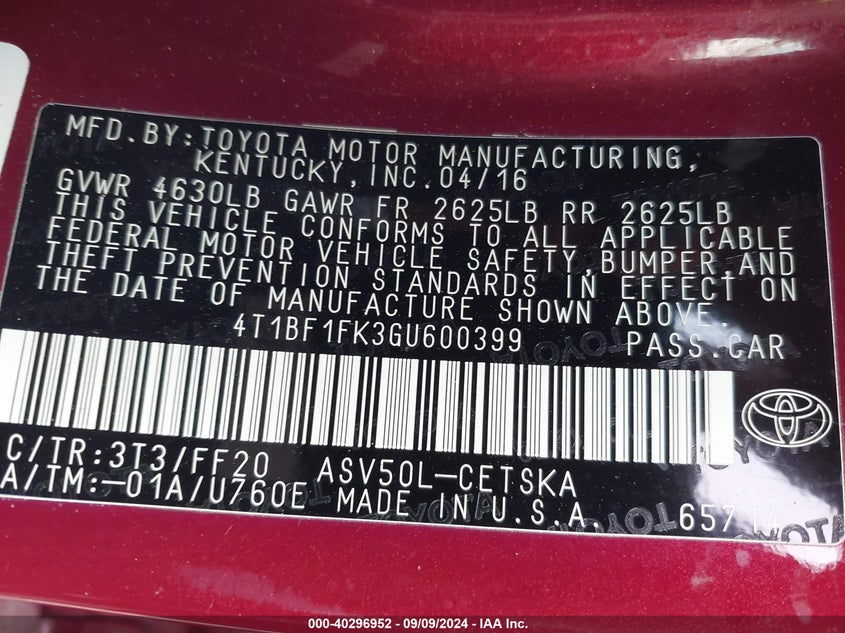 MFD.BY:TOYOTA MOTOR MANUFACTURING,
KENTUCKY,INC.04/16
GVWR 4630LB GAWR FR 2625LB RR 2625LB
THIS VEHICLE CONFORMS TO ALL APPLICABLE
FEDERAL MOTOR VEHICLE SAFETY,BUMPER,AND
THEFT PREVENTION STANDARDS IN EFFECT ON
THE DATE OF MANUFACTURE SHOWN ABOVE.
4T1BF1FK3GU600399 PASS.CAR
C/TR:3T3/FF20 ASV50L-CETSKA
A/TM:-01A/U760E MADE IN U.S.A. 65714
000-40296952 - 09/09/2024 - IAA Inc.